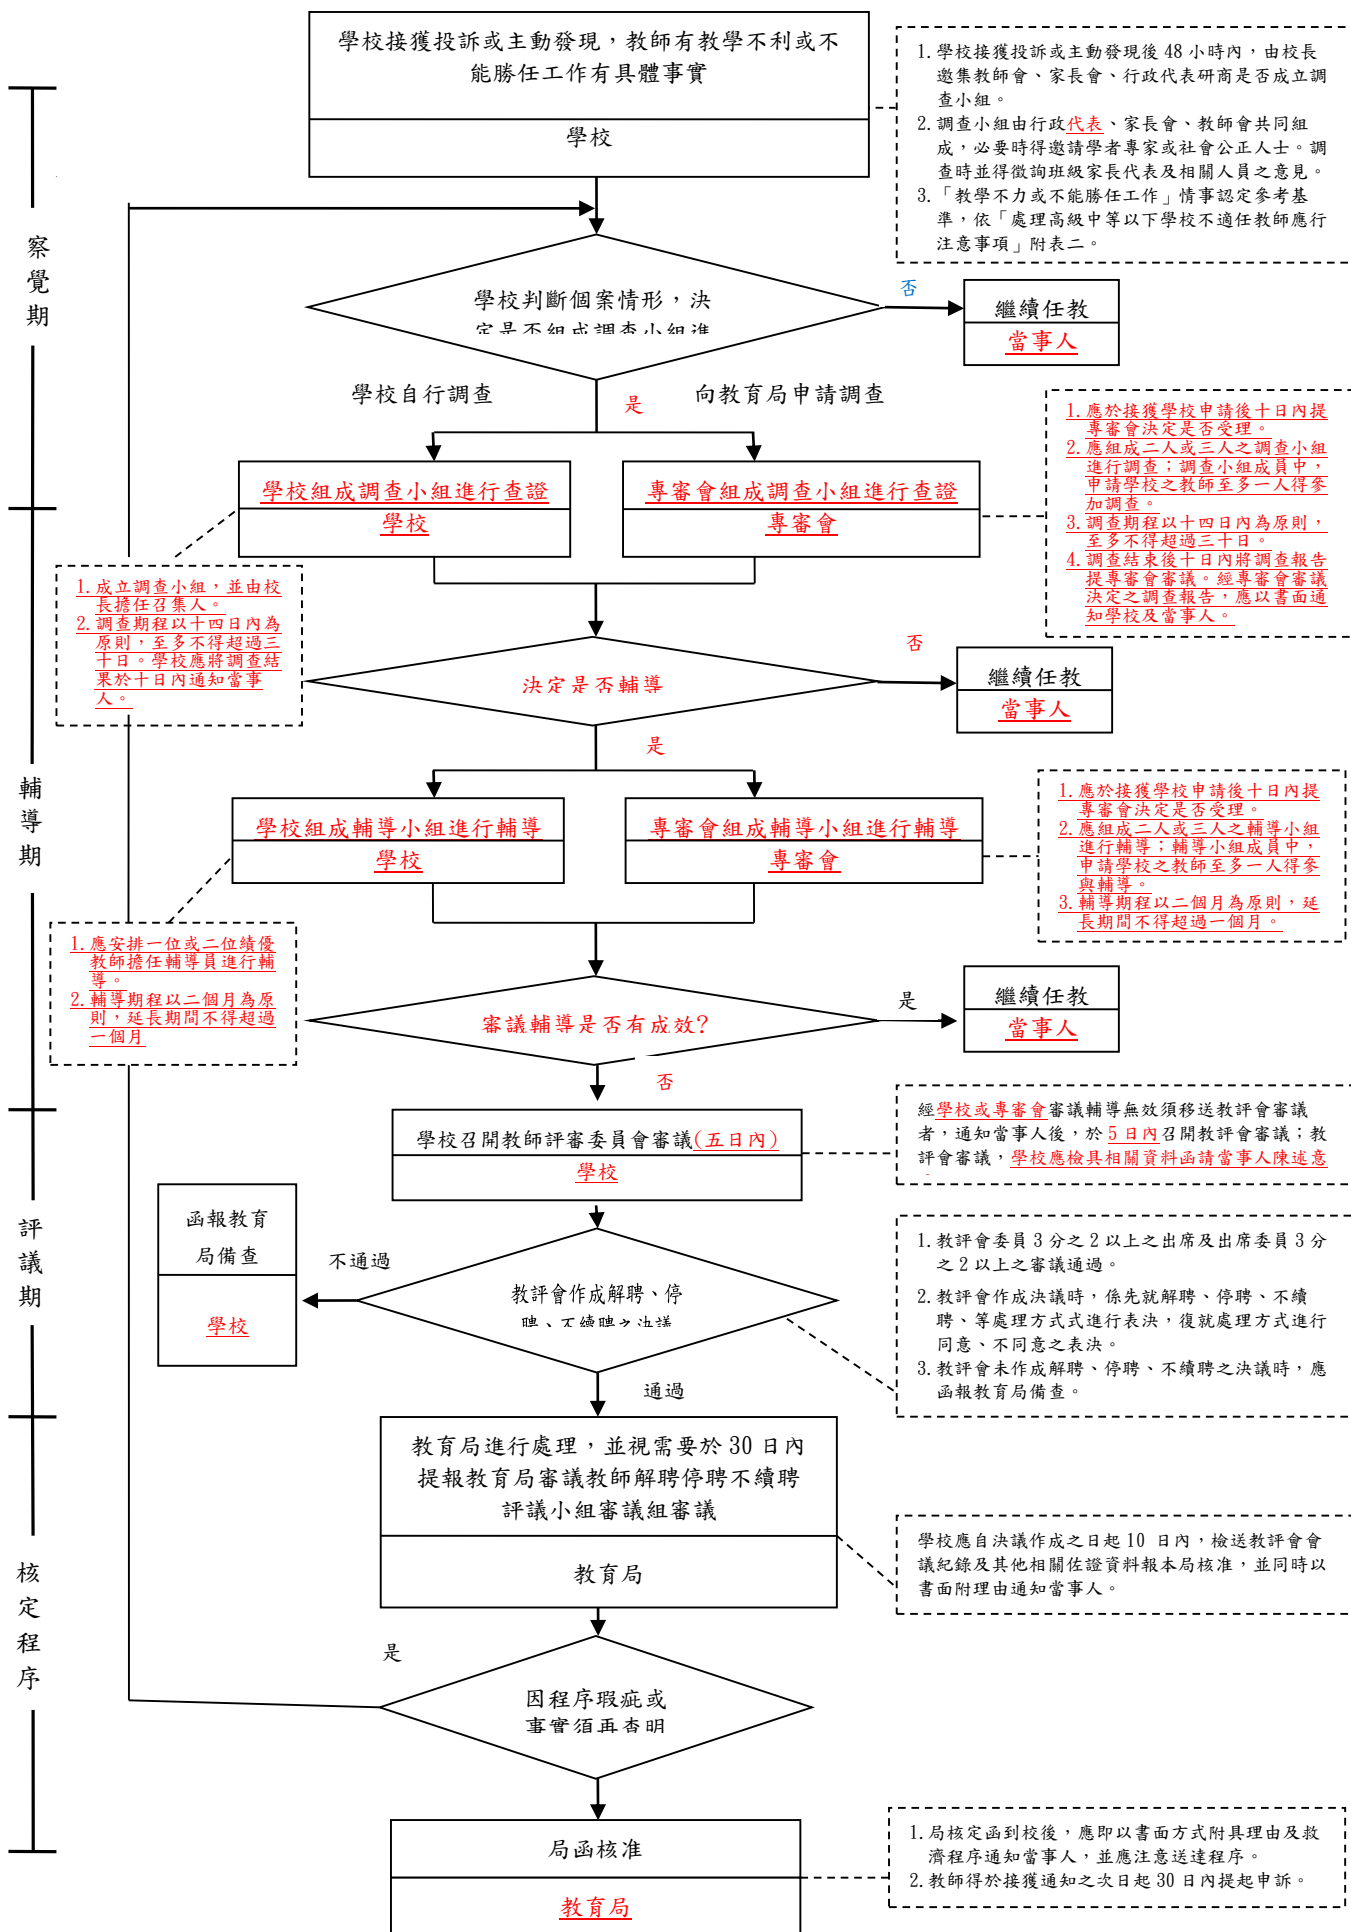 學校接獲投訴或主動發現，教師有教學不利或不
能勝任工作有具體事實
學校
1. 學校接獲投訴或主動發現後 48 小時內，由校長
邀集教師會、家長會、行政代表研商是否成立調
查小組。
2. 調查小組由行政代表、家長會、教師會共同組
成，必要時得邀請學者專家或社會公正人士。調
查時並得徵詢班級家長代表及相關人員之意見。
3. 「教學不力或不能勝任工作」情事認定參考基
準，依「處理高級中等以下學校不適任教師應行
注意事項」附表二。
察覺期
學校判斷個案情形，決
定是否組成調查小組進
否
繼續任教
當事人
學校自行調查
是
向教育局申請調查
學校組成調查小組進行查證
學校
專審會組成調查小組進行查證
專審會
1. 應於接獲學校申請後十日內提
專審會決定是否受理。
2. 應組成二人或三人之調查小組
進行調查；調查小組成員中，
申請學校之教師至多一人得參
加調查。
3. 調查期程以十四日內為原則，
至多不得超過三十日。
4. 調查結束後十日內將調查報告
提專審會審議。經專審會審議
決定之調查報告，應以書面通
知學校及當事人。
1. 成立調查小組，並由校
長擔任召集人。
2. 調查期程以十四日內為
原則，至多不得超過三
十日。學校應將調查結
果於十日內通知當事
人。
決定是否輔導
否
繼續任教
當事人
是
輔導期
學校組成輔導小組進行輔導
學校
專審會組成輔導小組進行輔導
專審會
1. 應於接獲學校申請後十日內提
專審會決定是否受理。
2. 應組成二人或三人之輔導小組
進行輔導；輔導小組成員中，
申請學校之教師至多一人得參
與輔導。
3. 輔導期程以二個月為原則，延
長期間不得超過一個月。
1. 應安排一位或二位績優
教師擔任輔導員進行輔
導。
2. 輔導期程以二個月為原
則，延長期間不得超過
一個月
審議輔導是否有成效?
是
繼續任教
當事人
否
學校召開教師評審委員會審議(五日內)
學校
經學校或專審會審議輔導無效須移送教評會審議
者，通知當事人後，於 5 日內召開教評會審議；教
評會審議，學校應檢具相關資料函請當事人陳述意
評議期
函報教育
局備查
學校
不通過
教評會作成解聘、停
聘、不續聘之決議
通過
1. 教評會委員 3 分之 2 以上之出席及出席委員 3 分
之 2 以上之審議通過。
2. 教評會作成決議時，係先就解聘、停聘、不續
聘、等處理方式式進行表決，復就處理方式進行
同意、不同意之表決。
3. 教評會未作成解聘、停聘、不續聘之決議時，應
函報教育局備查。
教育局進行處理，並視需要於 30 日內
提報教育局審議教師解聘停聘不續聘
評議小組審議組審議
教育局
學校應自決議作成之日起 10 日內，檢送教評會會
議紀錄及其他相關佐證資料報本局核准，並同時以
書面附理由通知當事人。
核定程序
是
因程序瑕疵或
事實須再查明
局函核准
教育局
1. 局核定函到校後，應即以書面方式附具理由及救
濟程序通知當事人，並應注意送達程序。
2. 教師得於接獲通知之次日起 30 日內提起申訴。